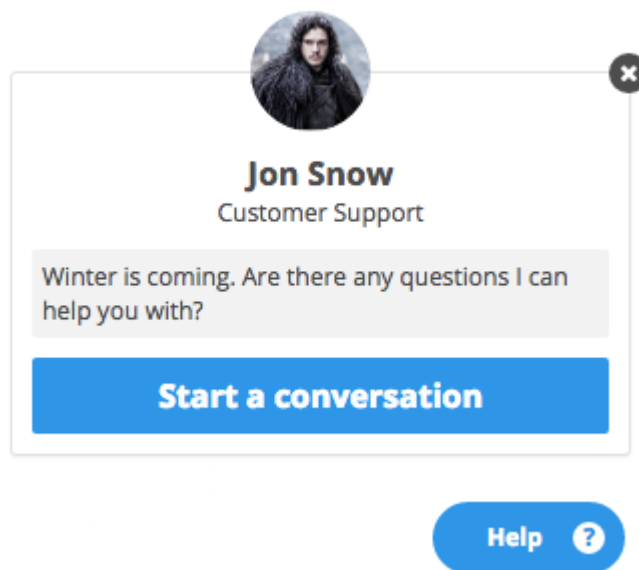 Jon Snow
Customer Support
Winter is coming. Are there any questions I can
help you with?
Start a conversation
Help ?